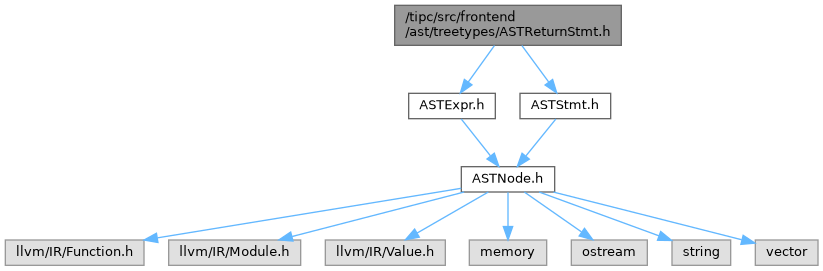 /tipc/src/frontend
/ast/treetypes/ASTReturnStmt.h
ASTExpr.h
ASTStmt.h
ASTNode.h
llvm/IR/Function.h
llvm/IR/Module.h
llvm/IR/Value.h
memory
ostream
string
vector